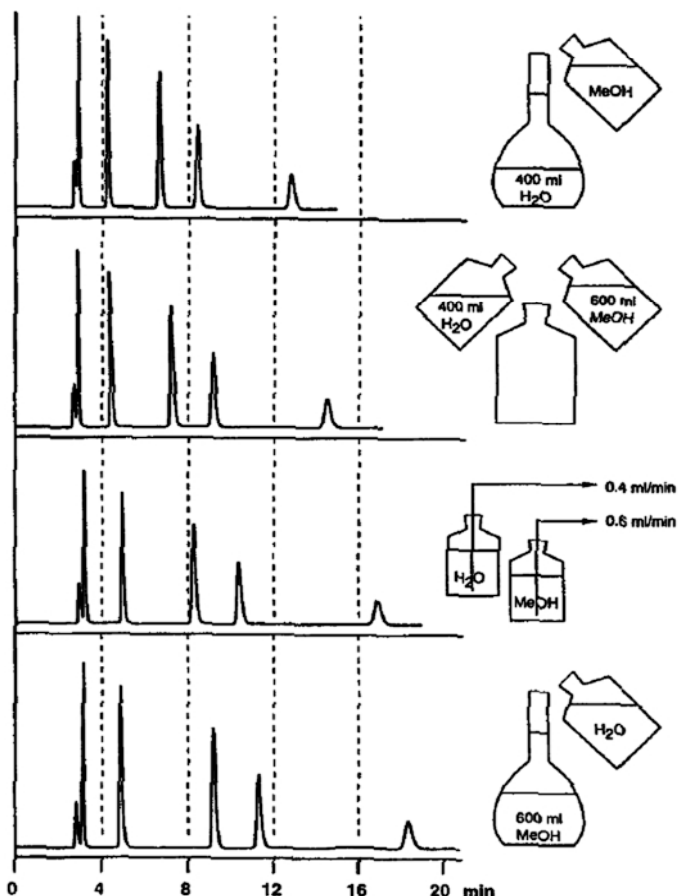 MeOH
400 ml
H2O
400 ml
H2O
600 ml
MeOH
0.4 ml/min
0.6 ml/min
H2O
MeOH
H2O
600 ml
MeOH
0 4 8 12 16 20 min